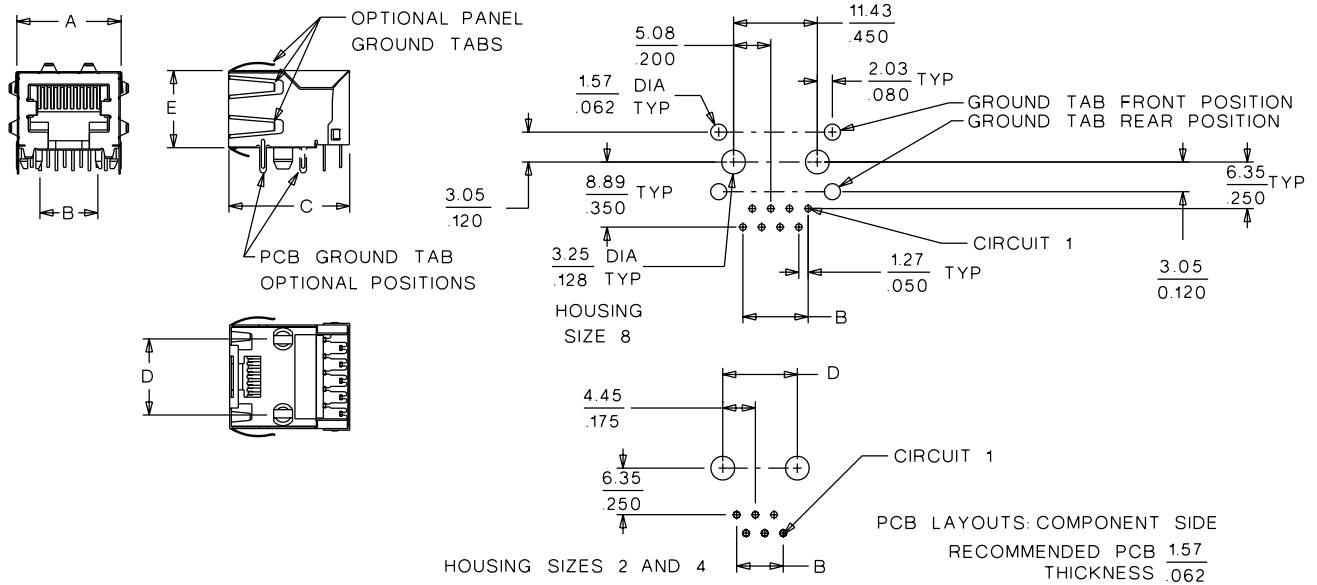 A
OPTIONAL PANEL
GROUND TABS
E
B
C
PCB GROUND TAB
OPTIONAL POSITIONS
D
11.43
.450
5.08
.200
1.57 DIA
.062 TYP
2.03 TYP
.080
GROUND TAB FRONT POSITION
GROUND TAB REAR POSITION
3.05
.120
8.89 TYP
.350
6.35 TYP
.250
CIRCUIT 1
3.25 DIA
.128 TYP
1.27 TYP
.050
3.05
0.120
HOUSING
SIZE 8
B
D
4.45
.175
CIRCUIT 1
6.35
.250
PCB LAYOUTS: COMPONENT SIDE
HOUSING SIZES 2 AND 4
B
RECOMMENDED PCB 1.57
THICKNESS .062